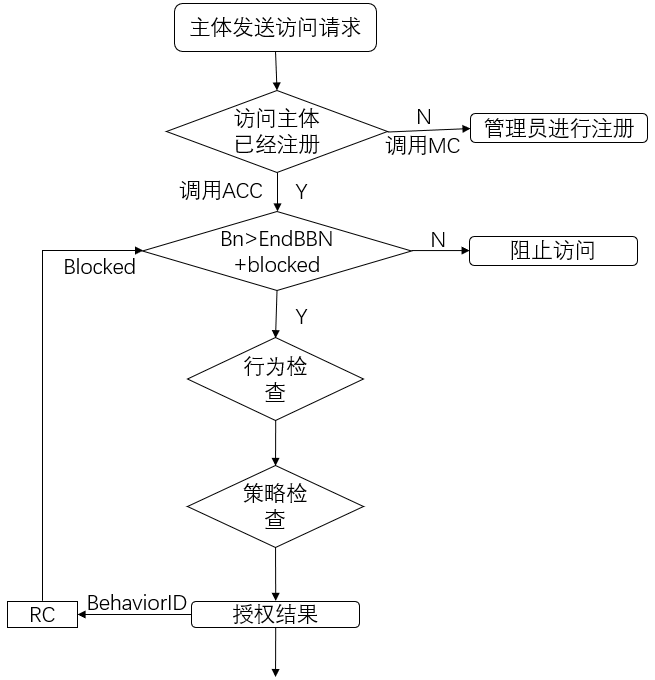 主体发送访问请求
访问主体
已经注册
N
调用MC
管理员进行注册
调用ACC
Y
Bn>EndBBN
+blocked
N
阻止访问
Blocked
Y
行为检
查
策略检
查
BehaviorID
RC
授权结果